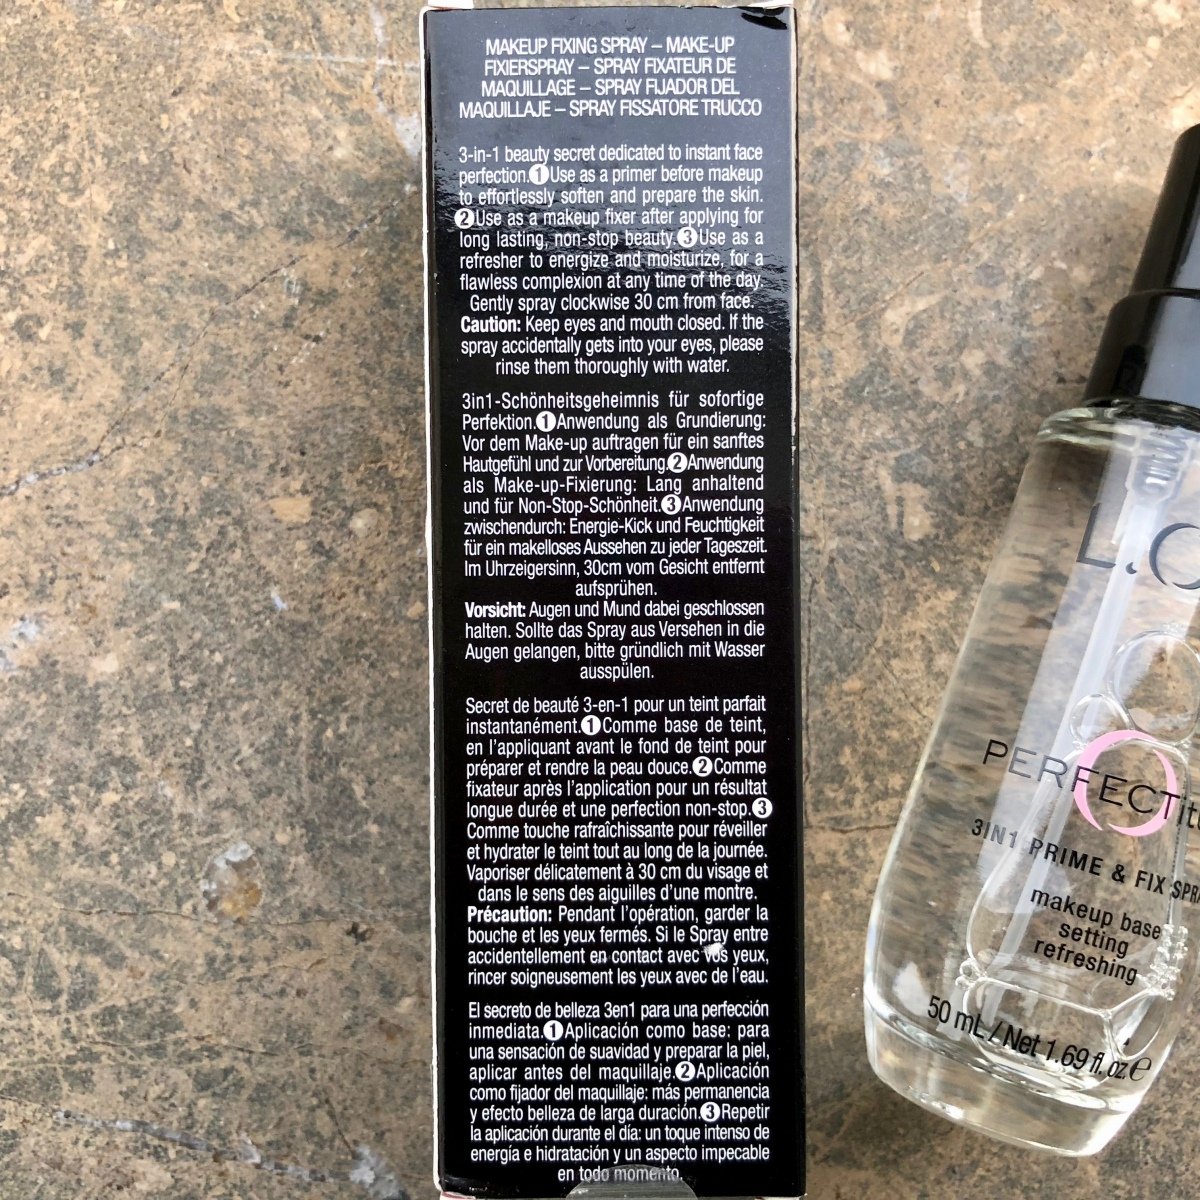 MAKEUP FIXING SPRAY – MAKE-UP
FIXIERSPRAY – SPRAY FIXATEUR DE
MAQUILLAGE – SPRAY FIJADOR DEL
MAQUILLAJE – SPRAY FISSATORE TRUCCO
3-in-1 beauty secret dedicated to instant face
perfection.①Use as a primer before makeup
to effortlessly soften and prepare the skin.
②Use as a makeup fixer after applying for
long lasting, non-stop beauty.③Use as a
refresher to energize and moisturize, for a
flawless complexion at any time of the day.
Gently spray clockwise 30 cm from face.
Caution: Keep eyes and mouth closed. If the
spray accidentally gets into your eyes, please
rinse them thoroughly with water.
3in1-Schönheitsgeheimnis für sofortige
Perfektion.①Anwendung als Grundierung:
Vor dem Make-up auftragen für ein sanftes
Hautgefühl und zur Vorbereitung.②Anwendung
als Make-up-Fixierung: Lang anhaltend
und für Non-Stop-Schönheit.③Anwendung
zwischendurch: Energie-Kick und Feuchtigkeit
für ein makelloses Aussehen zu jeder Tageszeit.
Im Uhrzeigersinn, 30cm vom Gesicht entfernt
aufsprühen.
Vorsicht: Augen und Mund dabei geschlossen
halten. Sollte das Spray aus Versehen in die
Augen gelangen, bitte gründlich mit Wasser
ausspülen.
Secret de beauté 3-en-1 pour un teint parfait
instantanément.①Comme base de teint,
en l'appliquant avant le fond de teint pour
préparer et rendre la peau douce.②Comme
fixateur après l'application pour un résultat
longue durée et une perfection non-stop.③
Comme touche rafraîchissante pour réveiller
et hydrater le teint tout au long de la journée.
Vaporiser délicatement à 30 cm du visage et
dans le sens des aiguilles d'une montre.
Précaution: Pendant l'opération, garder la
bouche et les yeux fermés. Si le Spray entre
accidentellement en contact avec vos yeux,
rincer soigneusement les yeux avec de l'eau.
El secreto de belleza 3en1 para una perfección
inmediata.①Aplicación como base: para
una sensación de suavidad y preparar la piel,
aplicar antes del maquillaje.②Aplicación
como fijador del maquillaje: más permanencia
y efecto belleza de larga duración.③Repetir
la aplicación durante el día: un toque intenso de
energía e hidratación y un aspecto impecable
en todo momento.
L.O
PERFECTit
3IN1 PRIME & FIX SPRA
makeup base
setting
refreshing
50 mL / Net 1.69 fl. oz ℮